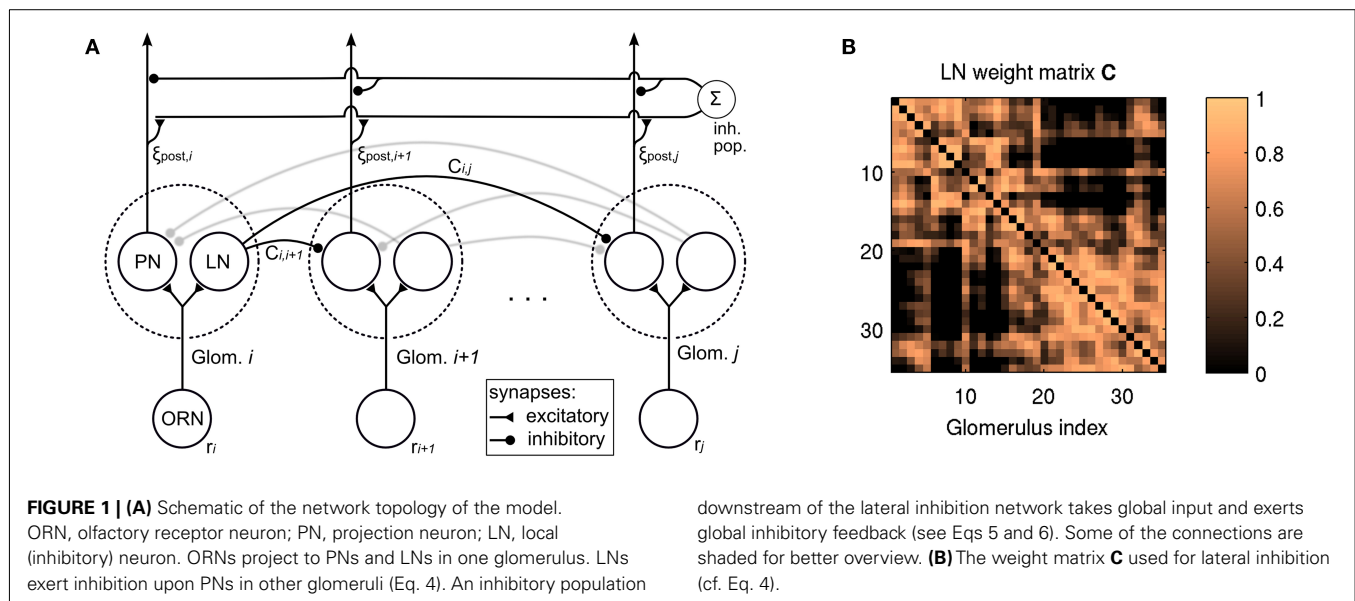 A
Σ
inh.
pop.
ξpost,i
ξpost,i+1
ξpost,j
Ci,j
PN
LN
Ci,i+1
. . .
Glom. i
Glom. i+1
Glom. j
ORN
ri
ri+1
rj
synapses:
excitatory
inhibitory
B
LN weight matrix C
10
20
30
10
20
30
Glomerulus index
1
0.8
0.6
0.4
0.2
0
FIGURE 1 | (A) Schematic of the network topology of the model.
ORN, olfactory receptor neuron; PN, projection neuron; LN, local
(inhibitory) neuron. ORNs project to PNs and LNs in one glomerulus. LNs
exert inhibition upon PNs in other glomeruli (Eq. 4). An inhibitory population
downstream of the lateral inhibition network takes global input and exerts
global inhibitory feedback (see Eqs 5 and 6). Some of the connections are
shaded for better overview. (B) The weight matrix C used for lateral inhibition
(cf. Eq. 4).